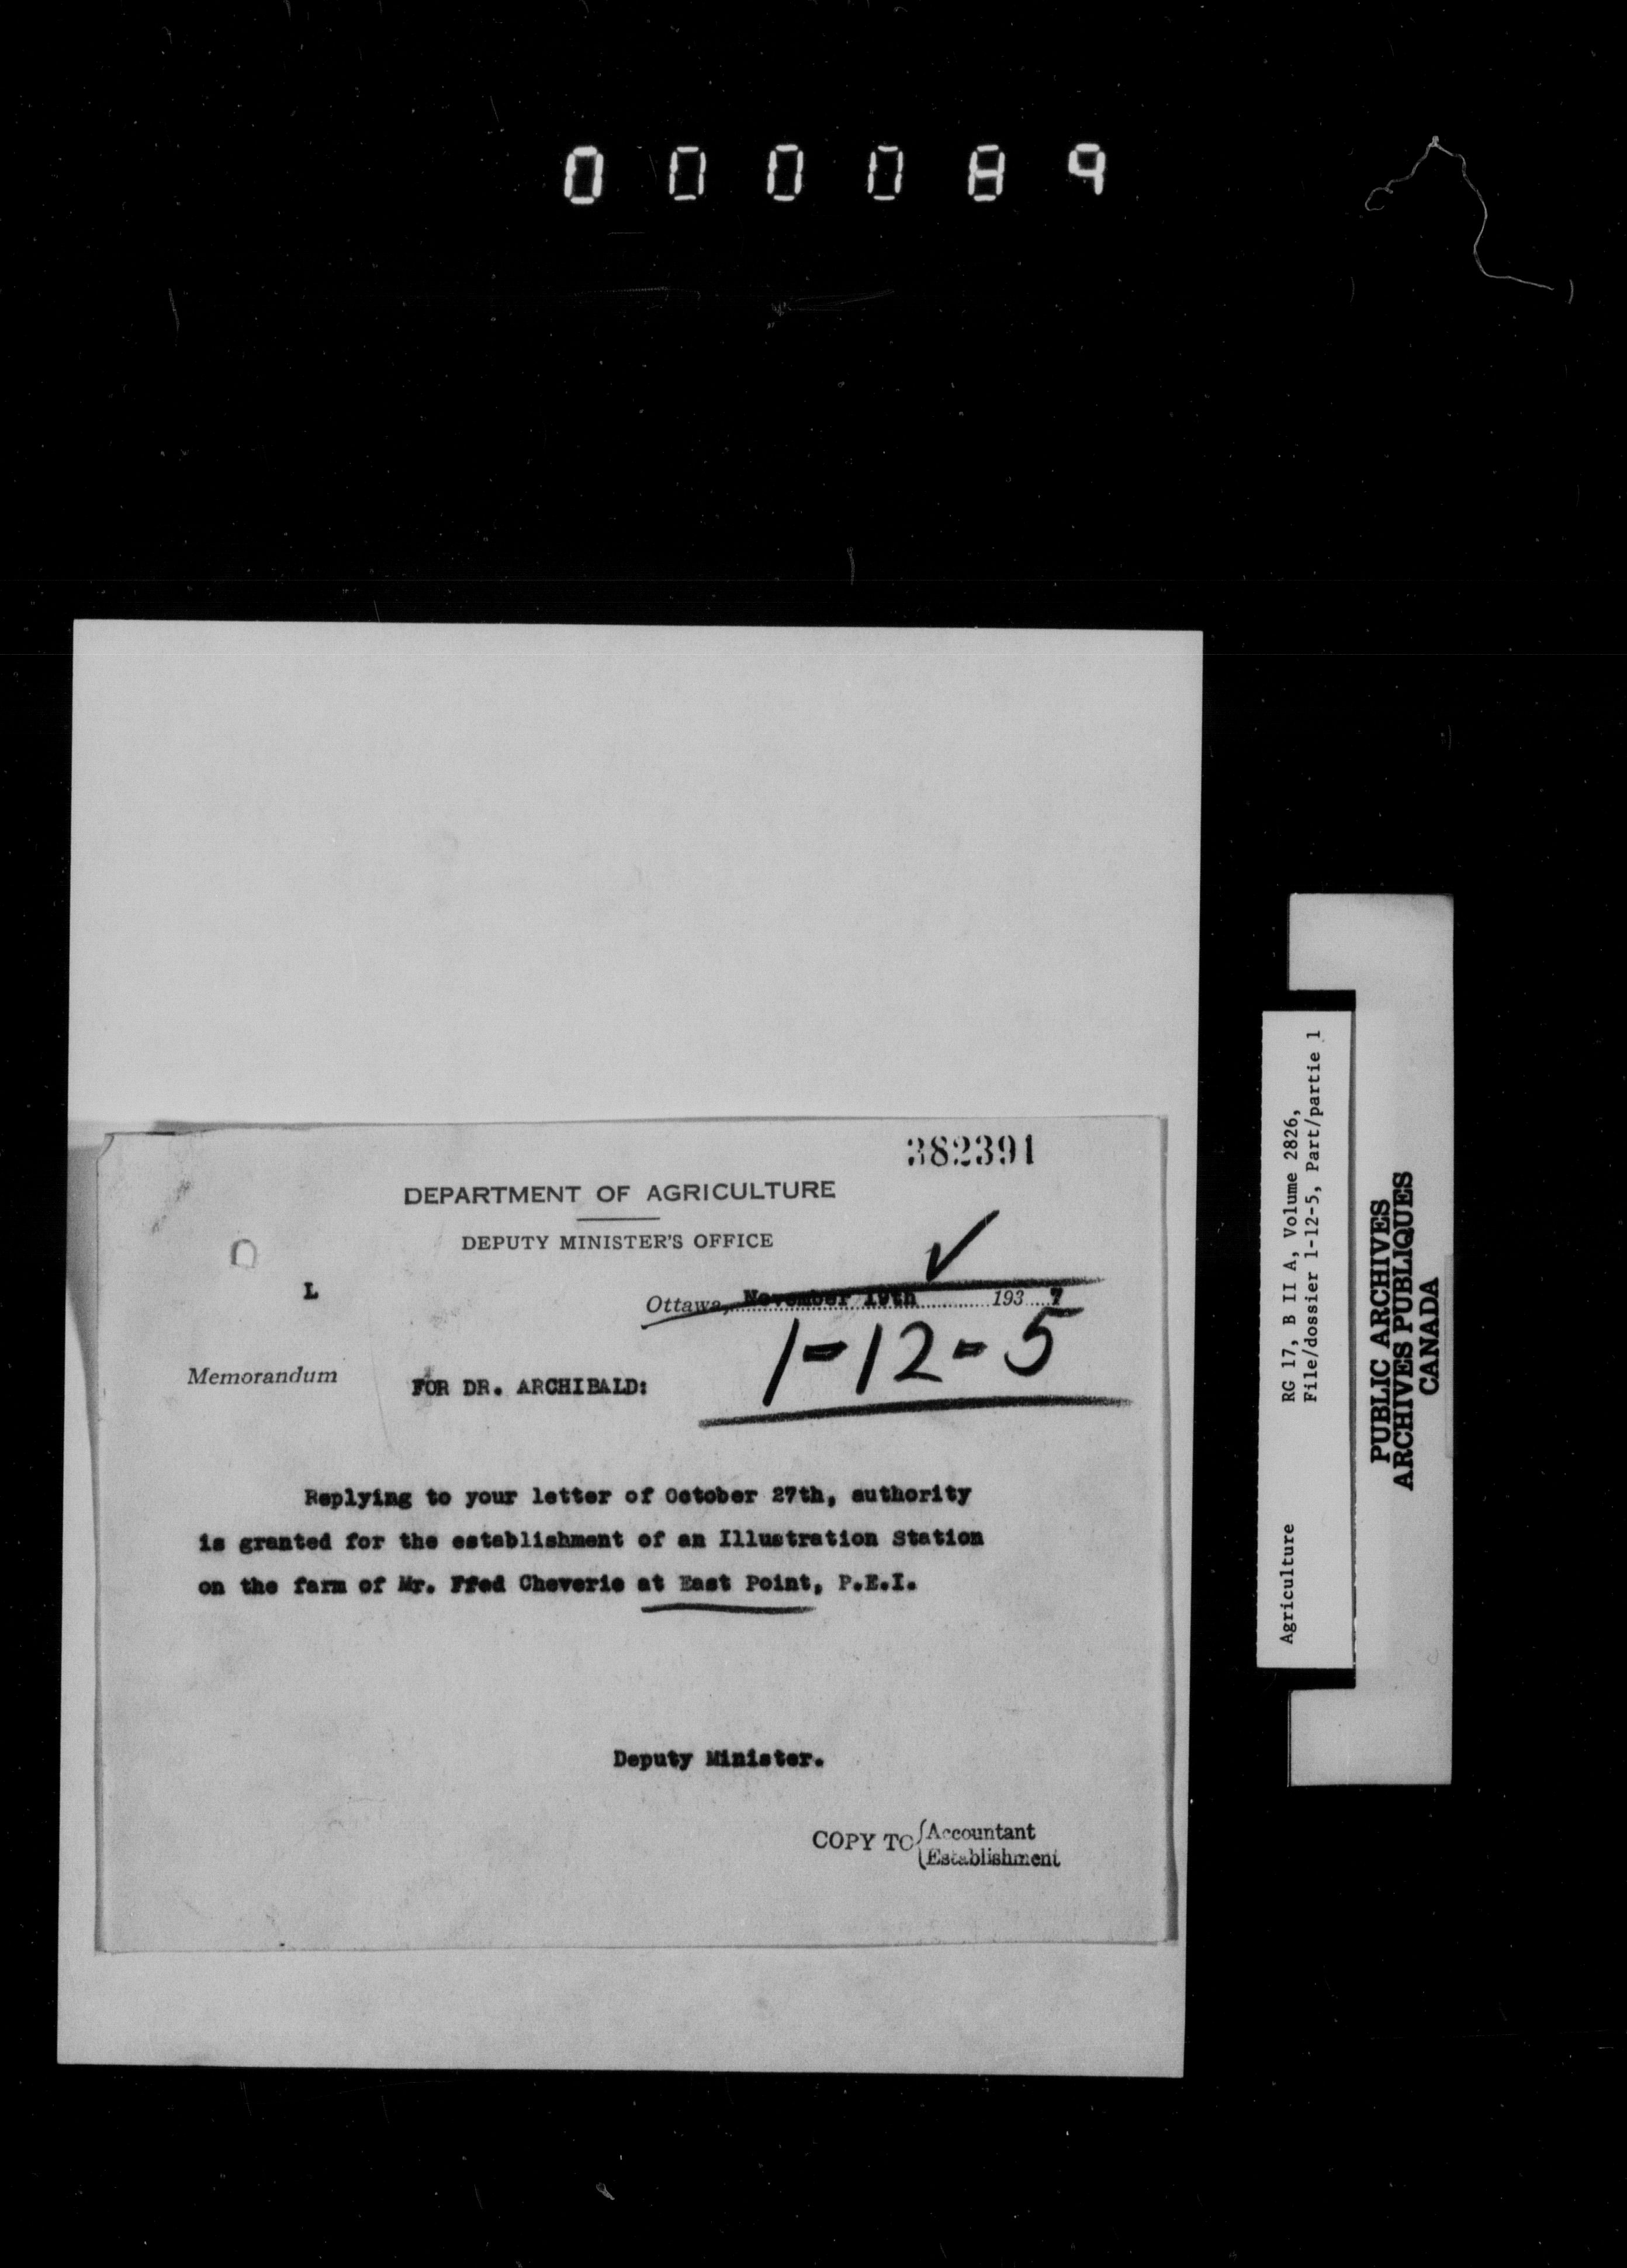 000089
382391
DEPARTMENT OF AGRICULTURE
DEPUTY MINISTER'S OFFICE
L
Ottawa, November 19th 1937
1-12-5
Memorandum
FOR DR. ARCHIBALD:
Replying to your letter of October 27th, authority
is granted for the establishment of an Illustration Station
on the farm of Mr. Fred Cheverie at East Point, P.E.I.
Deputy Minister.
COPY TO Accountant
Establishment
Agriculture RG 17, B II A, Volume 2826,
File/dossier 1-12-5, Part/partie 1
PUBLIC ARCHIVES
ARCHIVES PUBLIQUES
CANADA